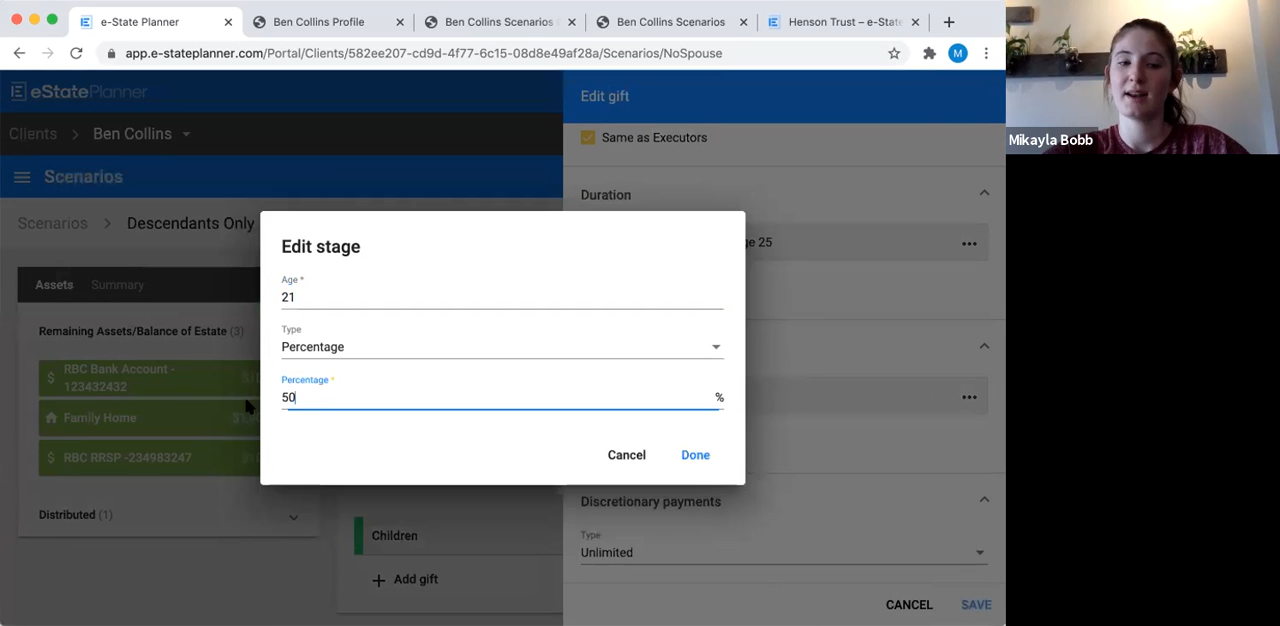 e-State Planner
Ben Collins Profile
Ben Collins Scenarios
Ben Collins Scenarios
Henson Trust – e-State
app.e-stateplanner.com/Portal/Clients/582ee207-cd9d-4f77-6c15-08d8e49af28a/Scenarios/NoSpouse
M
eStatePlanner
Clients > Ben Collins
Scenarios
Scenarios > Descendants Only
Assets Summary
Remaining Assets/Balance of Estate (3)
RBC Bank Account -
123432432
Family Home
RBC RRSP -234983247
Distributed (1)
Children
Add gift
Edit gift
Same as Executors
Duration
25
Discretionary payments
Type
Unlimited
CANCEL SAVE
Edit stage
Age *
21
Type
Percentage
Percentage *
50 %
Cancel Done
Mikayla Bobb